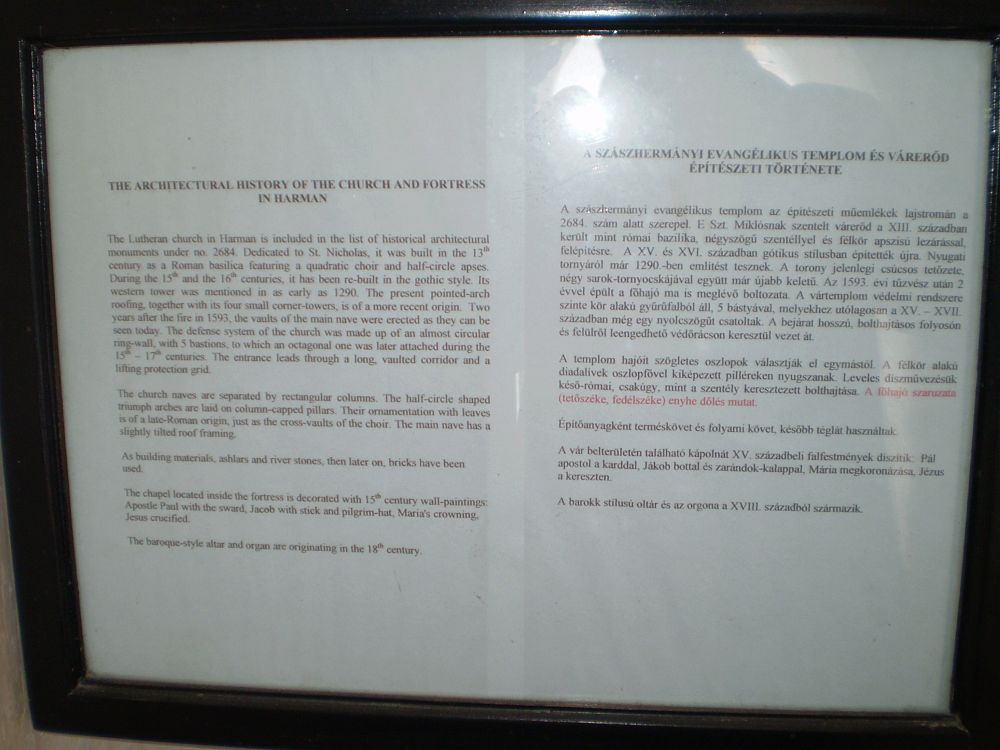 THE ARCHITECTURAL HISTORY OF THE CHURCH AND FORTRESS
IN HARMAN
The Lutheran church in Harman is included in the list of historical architectural
monuments under no. 2684. Dedicated to St. Nicholas, it was built in the 13th
century as a Roman basilica featuring a quadratic choir and half-circle apses.
During the 15th and the 16th centuries, it has been re-built in the gothic style. Its
western tower was mentioned in as early as 1290. The present pointed-arch
roofing, together with its four small corner-towers, is of a more recent origin. Two
years after the fire in 1593, the vaults of the main nave were erected as they can be
seen today. The defense system of the church was made up of an almost circular
ring-wall, with 5 bastions, to which an octagonal one was later attached during the
15th – 17th centuries. The entrance leads through a long, vaulted corridor and a
lifting protection grid.
The church naves are separated by rectangular columns. The half-circle shaped
triumph arches are laid on column-capped pillars. Their ornamentation with leaves
is of a late-Roman origin, just as the cross-vaults of the choir. The main nave has a
slightly tilted roof framing.
As building materials, ashlars and river stones, then later on, bricks have been
used.
The chapel located inside the fortress is decorated with 15th century wall-paintings:
Apostle Paul with the sward, Jacob with stick and pilgrim-hat, Maria's crowning,
Jesus crucified.
The baroque-style altar and organ are originating in the 18th century.
A SZÁSZHERMÁNYI EVANGÉLIKUS TEMPLOM ÉS VÁRERŐD
ÉPÍTÉSZETI TÖRTÉNETE
A szászhermányi evangélikus templom az építészeti műemlékek lajstromán a
2684. szám alatt szerepel. E Szt. Miklósnak szentelt várerőd a XIII. században
került mint római bazilika, négyszögű szentéllyel és félkör apszisú lezárással,
felépítésre. A XV. és XVI. században gótikus stílusban építették újra. Nyugati
tornyáról már 1290.-ben említést tesznek. A torony jelenlegi csúcsos tetőzete,
négy sarok-tornyocskájával együtt már újabb keletű. Az 1593. évi tűzvész után 2
évvel épült a főhajó ma is meglévő boltozata. A vártemplom védelmi rendszere
szinte kör alakú gyűrűfalból áll, 5 bástyával, melyekhez utólagosan a XV. – XVII.
században még egy nyolcszögűt csatoltak. A bejárat hosszú, bolthajtásos folyosón
és felülről leengedhető védőrácson keresztül vezet át.
A templom hajóit szögletes oszlopok választják el egymástól. A félkör alakú
diadalívek oszlopfővel kiképezett pilléreken nyugszanak. Leveles díszművezésük
késő-római, csakúgy, mint a szentély keresztezett bolthajtása. A főhajó szaruzata
(tetőszéke, fedélszéke) enyhe dőlés mutat.
Építőanyagként terméskövet és folyami követ, később téglát használtak.
A vár belterületén található kápolnát XV. századbeli falfestmények díszítik: Pál
apostol a karddal, Jákob bottal és zarándok-kalappal, Mária megkoronázása, Jézus
a kereszten.
A barokk stílusú oltár és az orgona a XVIII. századból származik.